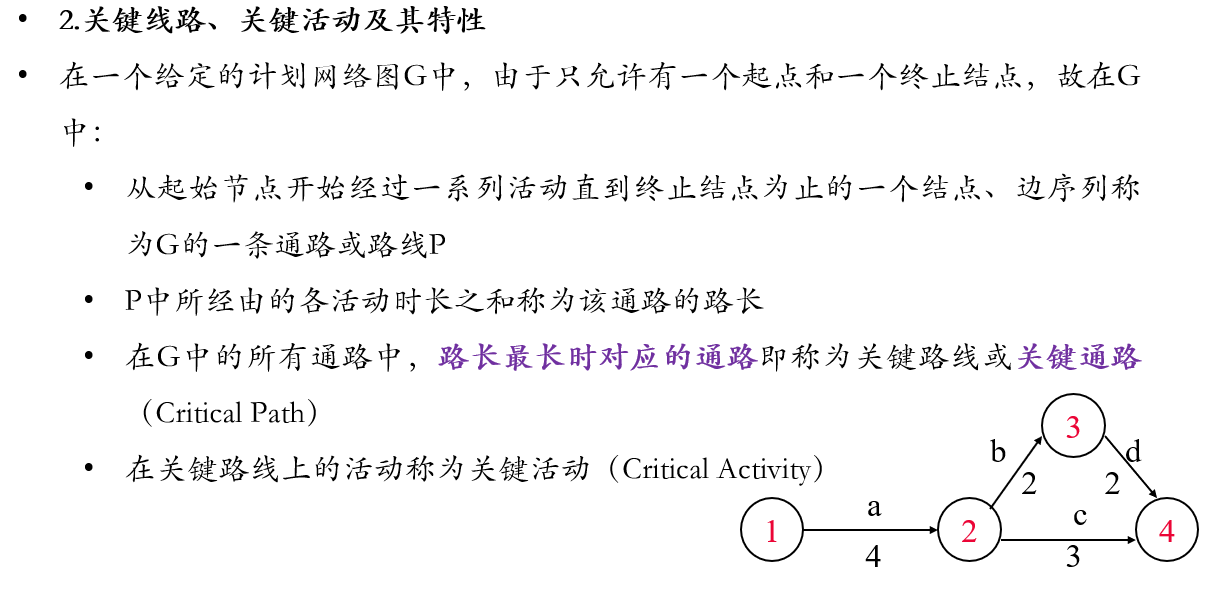 • 2.关键线路、关键活动及其特性
• 在一个给定的计划网络图G中，由于只允许有一个起点和一个终止结点，故在G
中：
• 从起始节点开始经过一系列活动直到终止结点为止的一个结点、边序列称
为G的一条通路或路线P
• P中所经由的各活动时长之和称为该通路的路长
• 在G中的所有通路中，路长最长时对应的通路即称为关键路线或关键通路
（Critical Path）
• 在关键路线上的活动称为关键活动（Critical Activity）
3
b
d
2
2
a
c
1
2
4
4
3